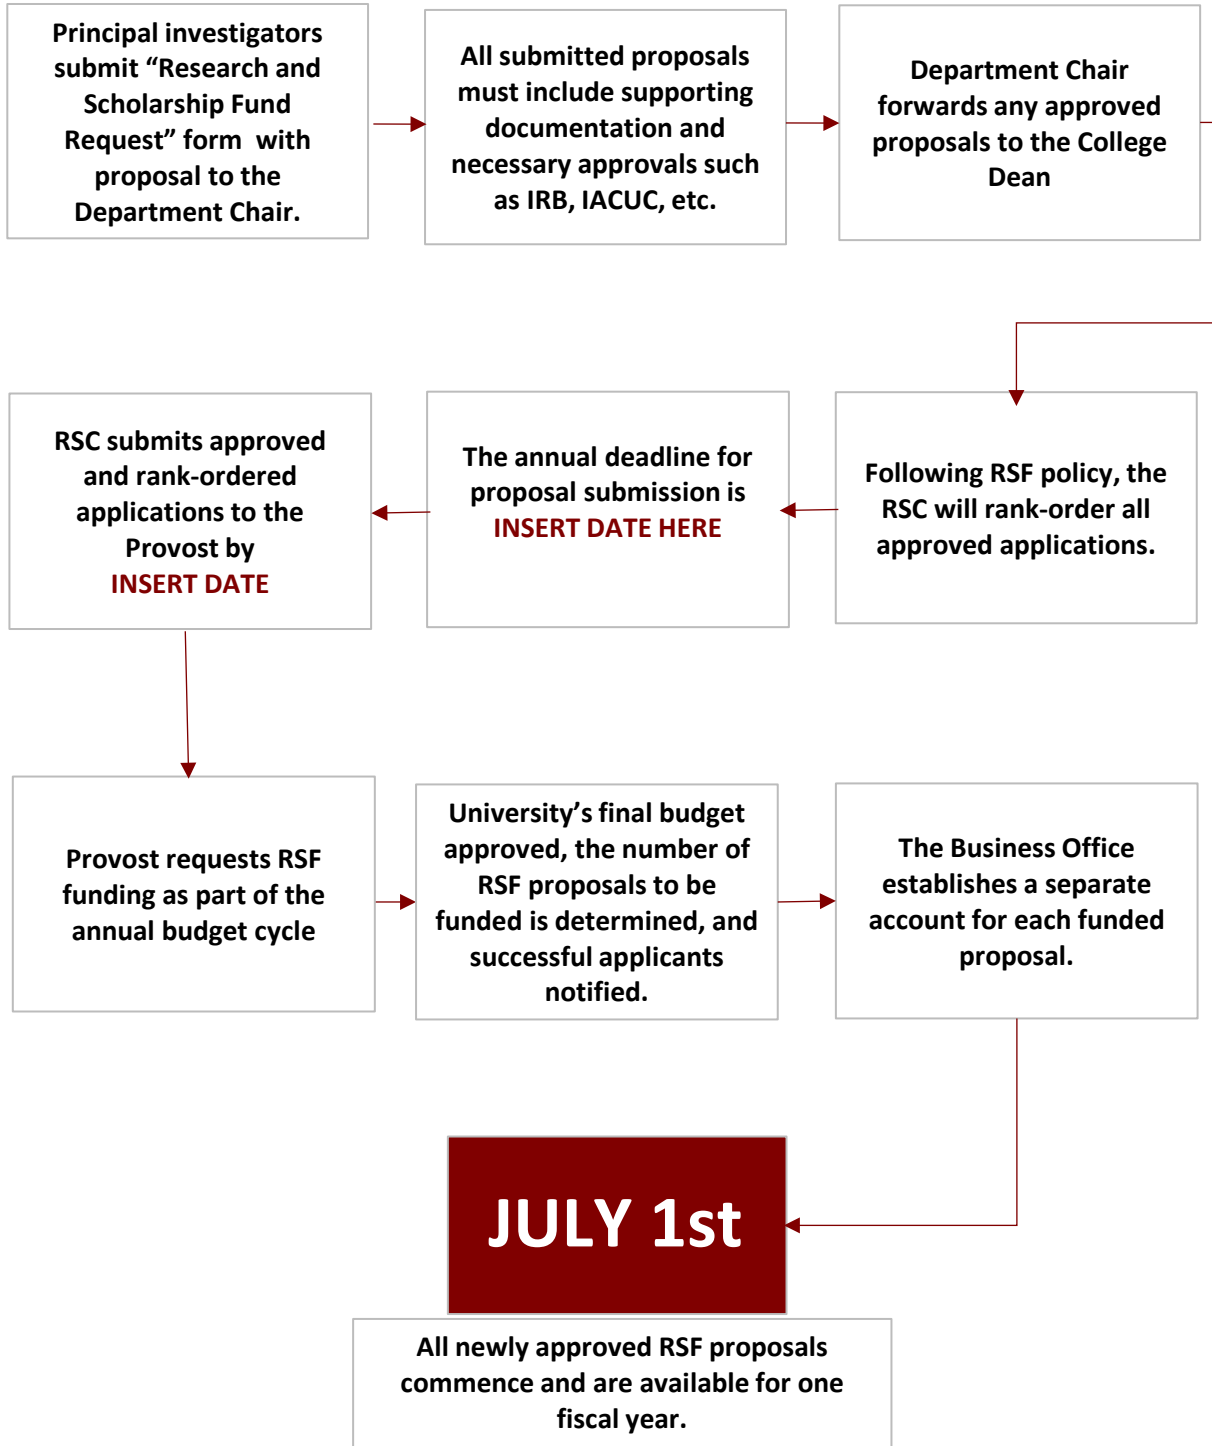 Principal investigators
submit “Research and
Scholarship Fund
Request” form  with
proposal to the
Department Chair.
All submitted proposals
must include supporting
documentation and
necessary approvals such
as IRB, IACUC, etc.
Department Chair
forwards any approved
proposals to the College
Dean
Following RSF policy, the
RSC will rank-order all
approved applications.
The annual deadline for
proposal submission is
INSERT DATE HERE
RSC submits approved
and rank-ordered
applications to the
Provost by
INSERT DATE
Provost requests RSF
funding as part of the
annual budget cycle
University’s final budget
approved, the number of
RSF proposals to be
funded is determined, and
successful applicants
notified.
The Business Office
establishes a separate
account for each funded
proposal.
JULY 1st
All newly approved RSF proposals
commence and are available for one
fiscal year.